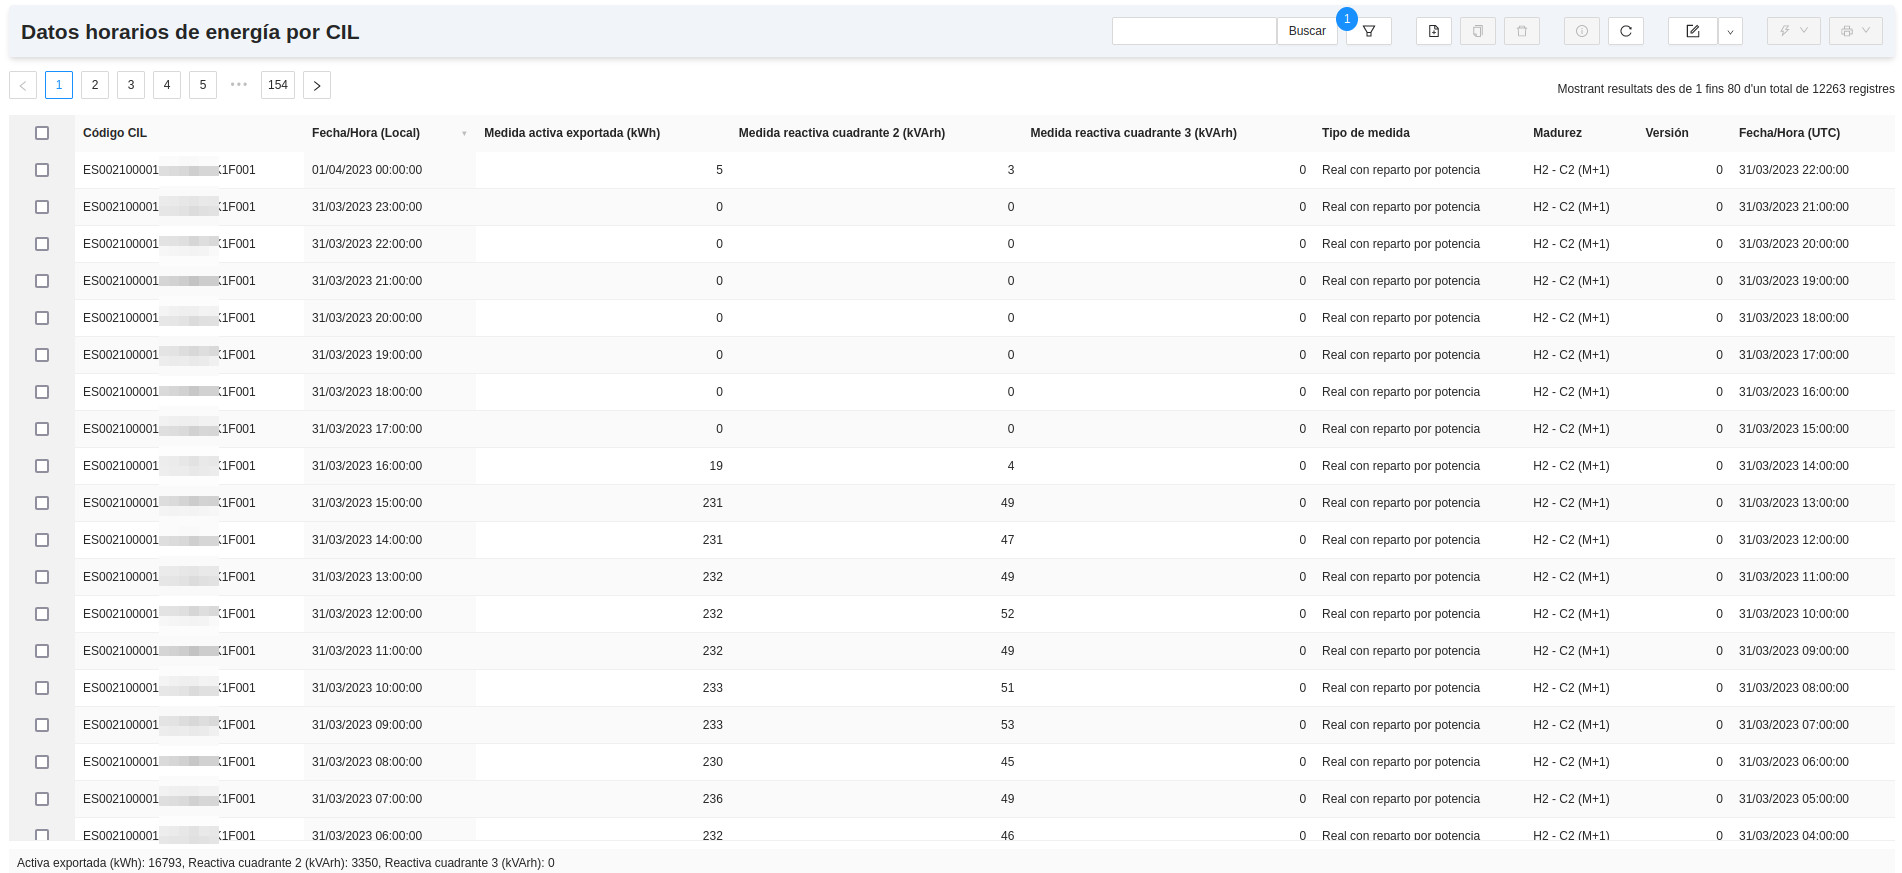 Datos horarios de energía por CIL
Buscar
1
1 2 3 4 5 ••• 154
Mostrant resultats des de 1 fins 80 d'un total de 12263 registres
Código CIL Fecha/Hora (Local) Medida activa exportada (kWh) Medida reactiva cuadrante 2 (kVArh) Medida reactiva cuadrante 3 (kVArh) Tipo de medida Madurez Versión Fecha/Hora (UTC)
ES002100001 1F001 01/04/2023 00:00:00 5 3 0 Real con reparto por potencia H2 - C2 (M+1) 0 31/03/2023 22:00:00
ES002100001 1F001 31/03/2023 23:00:00 0 0 0 Real con reparto por potencia H2 - C2 (M+1) 0 31/03/2023 21:00:00
ES002100001 1F001 31/03/2023 22:00:00 0 0 0 Real con reparto por potencia H2 - C2 (M+1) 0 31/03/2023 20:00:00
ES002100001 1F001 31/03/2023 21:00:00 0 0 0 Real con reparto por potencia H2 - C2 (M+1) 0 31/03/2023 19:00:00
ES002100001 1F001 31/03/2023 20:00:00 0 0 0 Real con reparto por potencia H2 - C2 (M+1) 0 31/03/2023 18:00:00
ES002100001 1F001 31/03/2023 19:00:00 0 0 0 Real con reparto por potencia H2 - C2 (M+1) 0 31/03/2023 17:00:00
ES002100001 1F001 31/03/2023 18:00:00 0 0 0 Real con reparto por potencia H2 - C2 (M+1) 0 31/03/2023 16:00:00
ES002100001 1F001 31/03/2023 17:00:00 0 0 0 Real con reparto por potencia H2 - C2 (M+1) 0 31/03/2023 15:00:00
ES002100001 1F001 31/03/2023 16:00:00 19 4 0 Real con reparto por potencia H2 - C2 (M+1) 0 31/03/2023 14:00:00
ES002100001 1F001 31/03/2023 15:00:00 231 49 0 Real con reparto por potencia H2 - C2 (M+1) 0 31/03/2023 13:00:00
ES002100001 1F001 31/03/2023 14:00:00 231 47 0 Real con reparto por potencia H2 - C2 (M+1) 0 31/03/2023 12:00:00
ES002100001 1F001 31/03/2023 13:00:00 232 49 0 Real con reparto por potencia H2 - C2 (M+1) 0 31/03/2023 11:00:00
ES002100001 1F001 31/03/2023 12:00:00 232 52 0 Real con reparto por potencia H2 - C2 (M+1) 0 31/03/2023 10:00:00
ES002100001 1F001 31/03/2023 11:00:00 232 49 0 Real con reparto por potencia H2 - C2 (M+1) 0 31/03/2023 09:00:00
ES002100001 1F001 31/03/2023 10:00:00 233 51 0 Real con reparto por potencia H2 - C2 (M+1) 0 31/03/2023 08:00:00
ES002100001 1F001 31/03/2023 09:00:00 233 53 0 Real con reparto por potencia H2 - C2 (M+1) 0 31/03/2023 07:00:00
ES002100001 1F001 31/03/2023 08:00:00 230 45 0 Real con reparto por potencia H2 - C2 (M+1) 0 31/03/2023 06:00:00
ES002100001 1F001 31/03/2023 07:00:00 236 49 0 Real con reparto por potencia H2 - C2 (M+1) 0 31/03/2023 05:00:00
ES002100001 1F001 31/03/2023 06:00:00 232 46 0 Real con reparto por potencia H2 - C2 (M+1) 0 31/03/2023 04:00:00
Activa exportada (kWh): 16793, Reactiva cuadrante 2 (kVArh): 3350, Reactiva cuadrante 3 (kVArh): 0